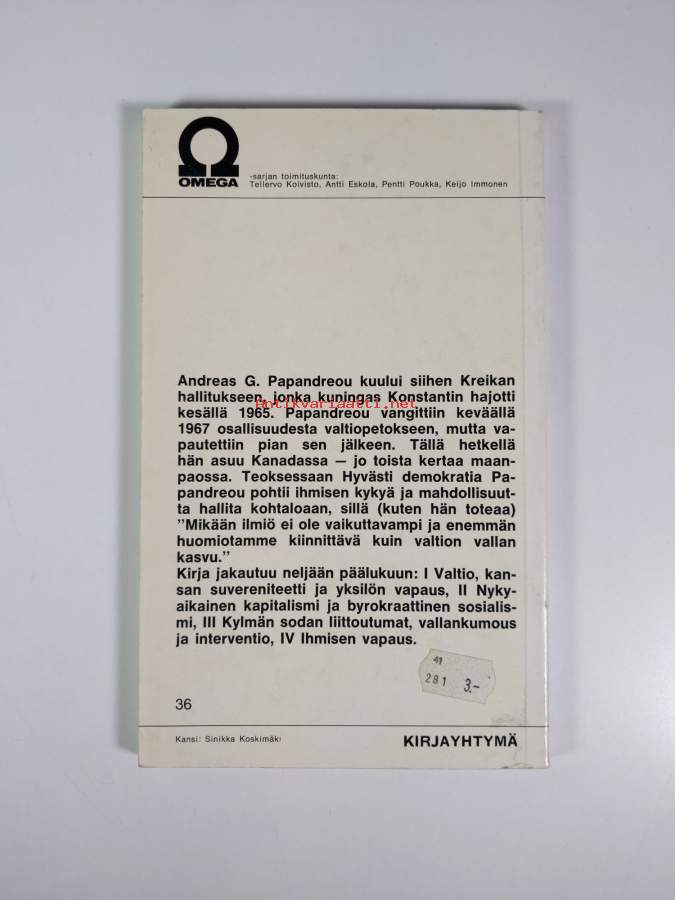 OMEGA
-sarjan toimituskunta:
Tellervo Koivisto, Antti Eskola, Pentti Poukka, Keijo Immonen
Andreas G. Papandreou kuului siihen Kreikan
hallitukseen, jonka kuningas Konstantin hajotti
Antikvariaatti.net
kesällä 1965. Papandreou vangittiin keväällä
1967 osallisuudesta valtiopetokseen, mutta va-
pautettiin pian sen jälkeen. Tällä hetkellä
hän asuu Kanadassa — jo toista kertaa maan-
paossa. Teoksessaan Hyvästi demokratia Pa-
pandreou pohtii ihmisen kykyä ja mahdollisuut-
ta hallita kohtaloaan, sillä (kuten hän toteaa)
"Mikään ilmiö ei ole vaikuttavampi ja enemmän
huomiotamme kiinnittävä kuin valtion vallan
kasvu."
Kirja jakautuu neljään päälukuun: I Valtio, kan-
san suvereniteetti ja yksilön vapaus, II Nyky-
aikainen kapitalismi ja byrokraattinen sosialis-
mi, III Kylmän sodan liittoutumat, vallankumous
ja interventio, IV Ihmisen vapaus.
41
281 3.-
36
Kansi: Sinikka Koskimäki KIRJAYHTYMÄ